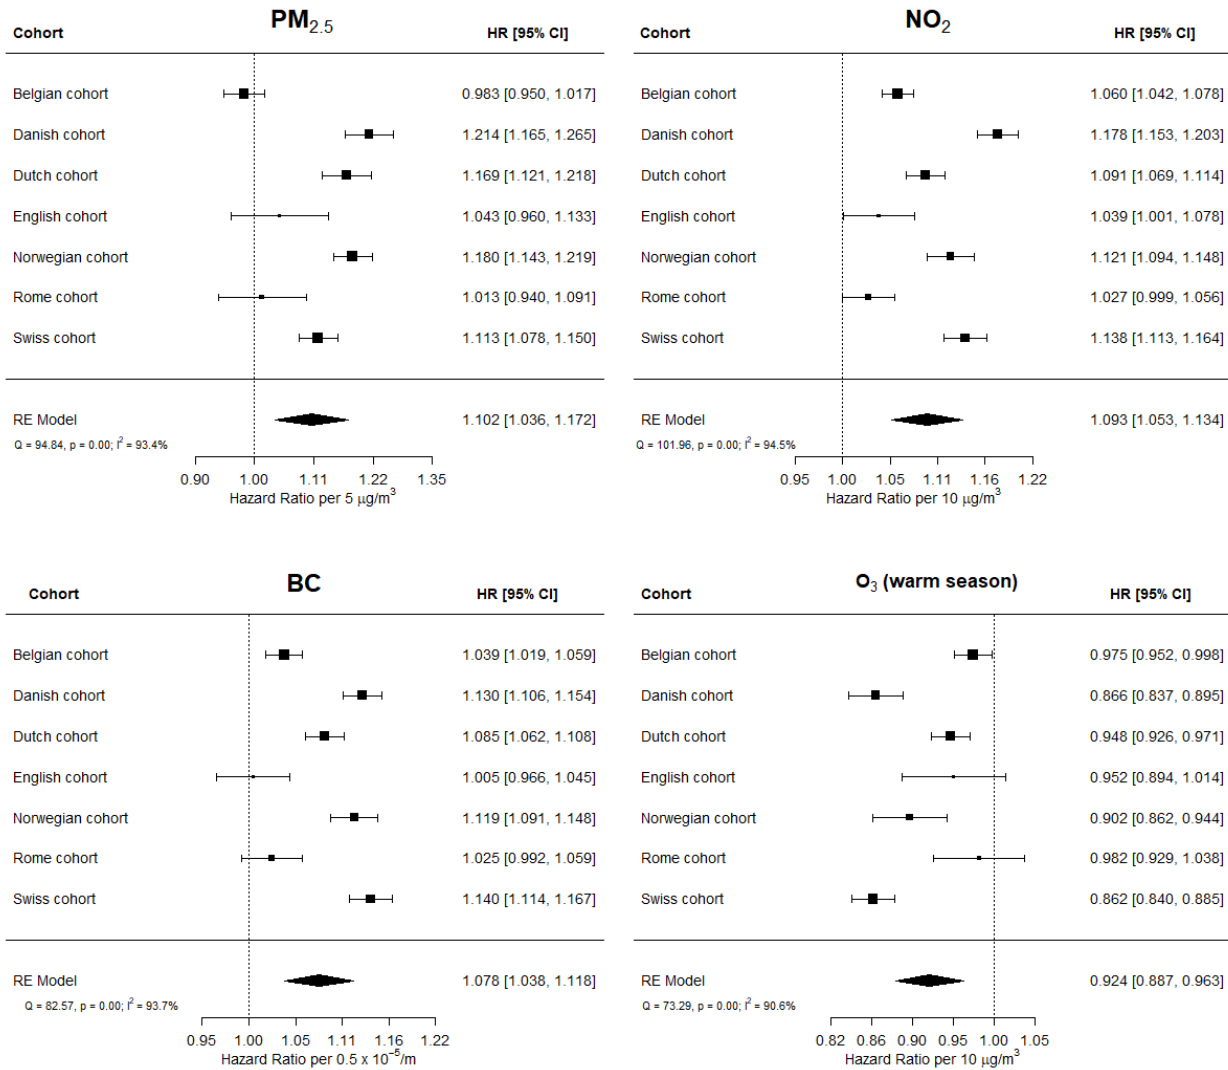 Cohort PM2.5 HR [95% CI]
Belgian cohort 0.983 [0.950, 1.017]
Danish cohort 1.214 [1.165, 1.265]
Dutch cohort 1.169 [1.121, 1.218]
English cohort 1.043 [0.960, 1.133]
Norwegian cohort 1.180 [1.143, 1.219]
Rome cohort 1.013 [0.940, 1.091]
Swiss cohort 1.113 [1.078, 1.150]
RE Model 1.102 [1.036, 1.172]
Q = 94.84, p = 0.00; I² = 93.4%
0.90 1.00 1.11 1.22 1.35
Hazard Ratio per 5 μg/m³
Cohort NO2 HR [95% CI]
Belgian cohort 1.060 [1.042, 1.078]
Danish cohort 1.178 [1.153, 1.203]
Dutch cohort 1.091 [1.069, 1.114]
English cohort 1.039 [1.001, 1.078]
Norwegian cohort 1.121 [1.094, 1.148]
Rome cohort 1.027 [0.999, 1.056]
Swiss cohort 1.138 [1.113, 1.164]
RE Model 1.093 [1.053, 1.134]
Q = 101.96, p = 0.00; I² = 94.5%
0.95 1.00 1.05 1.11 1.16 1.22
Hazard Ratio per 10 μg/m³
Cohort BC HR [95% CI]
Belgian cohort 1.039 [1.019, 1.059]
Danish cohort 1.130 [1.106, 1.154]
Dutch cohort 1.085 [1.062, 1.108]
English cohort 1.005 [0.966, 1.045]
Norwegian cohort 1.119 [1.091, 1.148]
Rome cohort 1.025 [0.992, 1.059]
Swiss cohort 1.140 [1.114, 1.167]
RE Model 1.078 [1.038, 1.118]
Q = 82.57, p = 0.00; I² = 93.7%
0.95 1.00 1.05 1.11 1.16 1.22
Hazard Ratio per 0.5 x 10⁻⁵/m
Cohort O3 (warm season) HR [95% CI]
Belgian cohort 0.975 [0.952, 0.998]
Danish cohort 0.866 [0.837, 0.895]
Dutch cohort 0.948 [0.926, 0.971]
English cohort 0.952 [0.894, 1.014]
Norwegian cohort 0.902 [0.862, 0.944]
Rome cohort 0.982 [0.929, 1.038]
Swiss cohort 0.862 [0.840, 0.885]
RE Model 0.924 [0.887, 0.963]
Q = 73.29, p = 0.00; I² = 90.6%
0.82 0.86 0.90 0.95 1.00 1.05
Hazard Ratio per 10 μg/m³